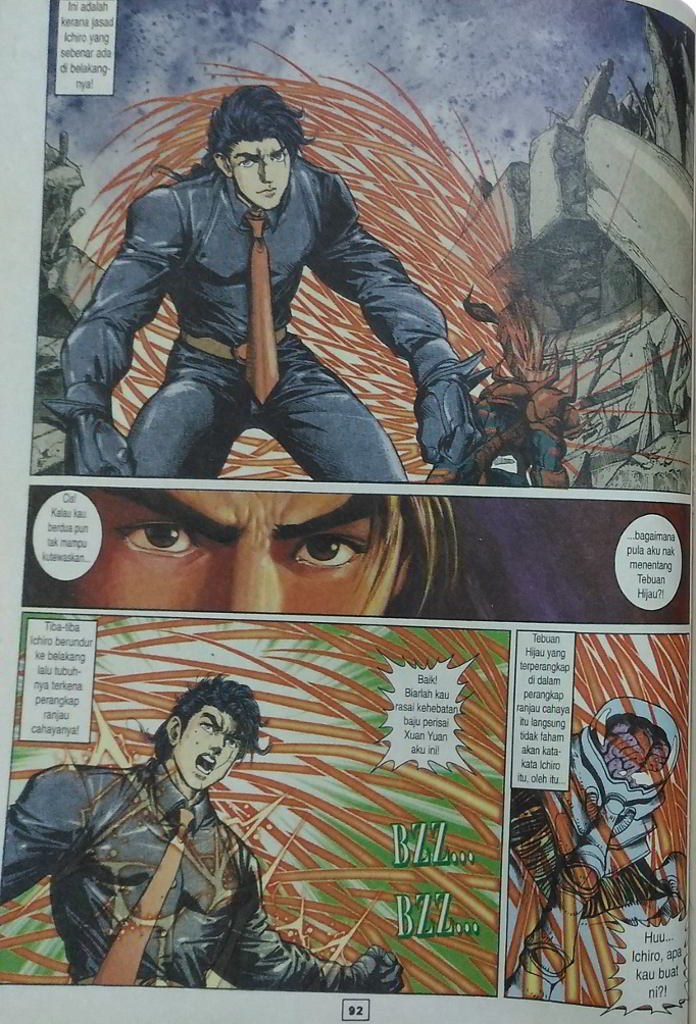 Ini adalah
kerana jasad
Ichiro yang
sebenar ada
di belakang-
nya!
Cis!
Kalau kau
berdua pun
tak mampu
kutewaskan..
...bagaimana
pula aku nak
menentang
Tebuan
Hijau?!
Tiba-tiba
Ichiro berundur
ke belakang
lalu tubuh-
nya terkena
perangkap
ranjau
cahayanya!
Baik!
Biarlah kau
rasai kehebatan
baju perisai
Xuan Yuan
aku ini!
BZZ...
BZZ...
Tebuan
Hijau yang
terperangkap
di dalam
perangkap
ranjau cahaya
itu langsung
tidak faham
akan kata-
kata Ichiro
itu, oleh itu...
Huu...
Ichiro, apa
kau buat
ni?!
92